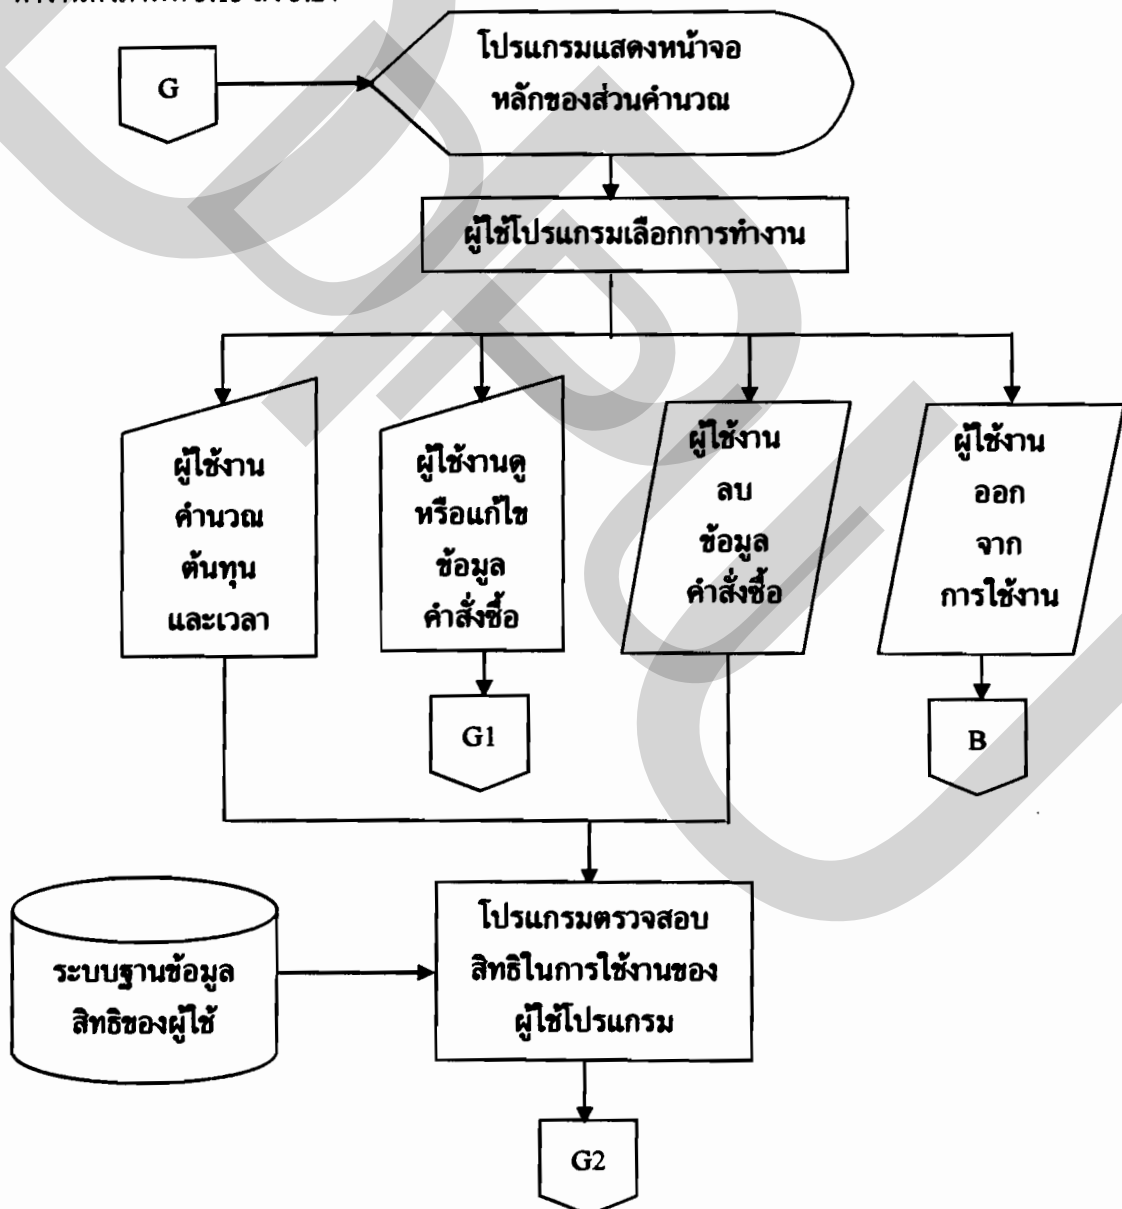 G
โปรแกรมแสดงหน้าจอ
หลักของส่วนคำนวณ
ผู้ใช้โปรแกรมเลือกการทำงาน
ผู้ใช้งาน
คำนวณ
ต้นทุน
และเวลา
ผู้ใช้งานดู
หรือแก้ไข
ข้อมูล
คำสั่งซื้อ
ผู้ใช้งาน
ลบ
ข้อมูล
คำสั่งซื้อ
ผู้ใช้งาน
ออก
จาก
การใช้งาน
G1
B
ระบบฐานข้อมูล
สิทธิของผู้ใช้
โปรแกรมตรวจสอบ
สิทธิในการใช้งานของ
ผู้ใช้โปรแกรม
G2